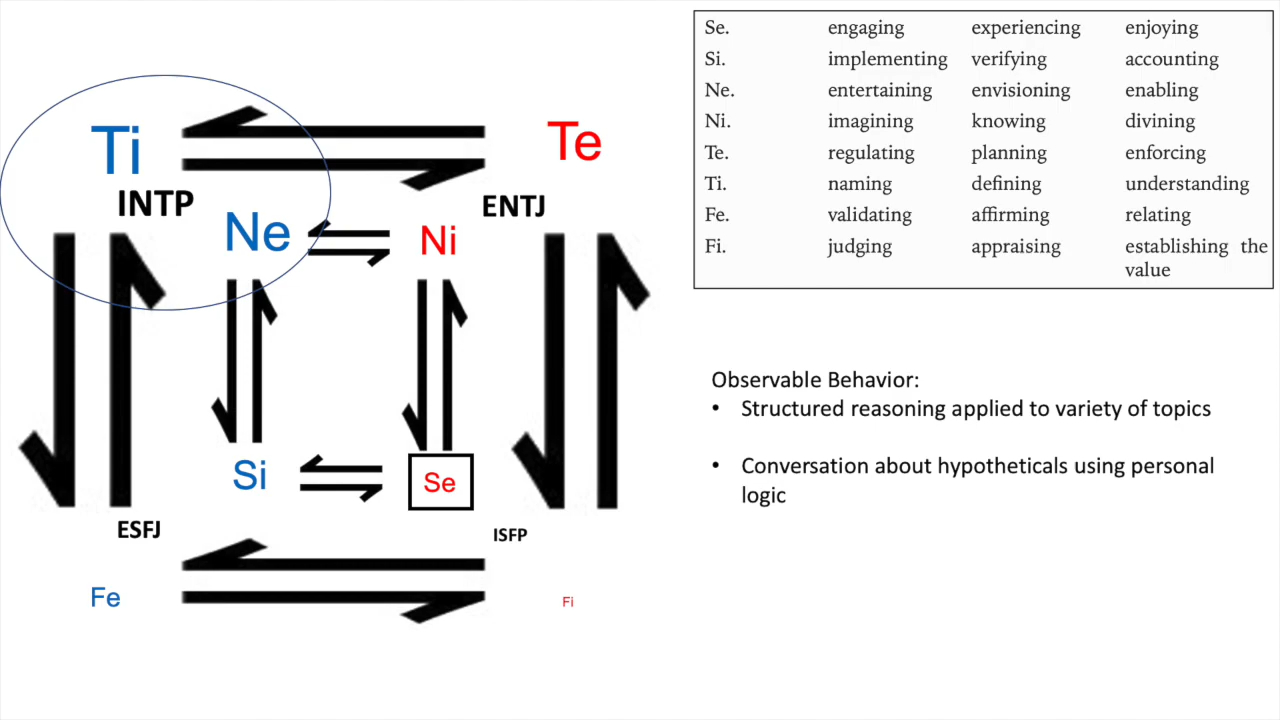 Ti
Te
INTP
ENTJ
Ne
Ni
Si
Se
ESFJ
ISFP
Fe
Fi
Se. engaging experiencing enjoying
Si. implementing verifying accounting
Ne. entertaining envisioning enabling
Ni. imagining knowing divining
Te. regulating planning enforcing
Ti. naming defining understanding
Fe. validating affirming relating
Fi. judging appraising establishing the
value
Observable Behavior:
• Structured reasoning applied to variety of topics
• Conversation about hypotheticals using personal
logic